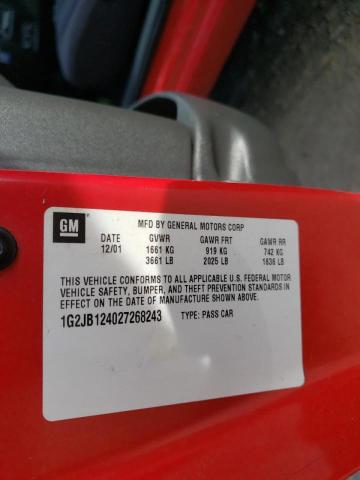 GM
MFD BY GENERAL MOTORS CORP
DATE GVWR GAWR FRT GAWR RR
12/01 1661 KG 919 KG 742 KG
3661 LB 2025 LB 1636 LB
THIS VEHICLE CONFORMS TO ALL APPLICABLE U.S. FEDERAL MOTOR
VEHICLE SAFETY, BUMPER, AND THEFT PREVENTION STANDARDS IN
EFFECT ON THE DATE OF MANUFACTURE SHOWN ABOVE.
1G2JB124027268243 TYPE: PASS CAR